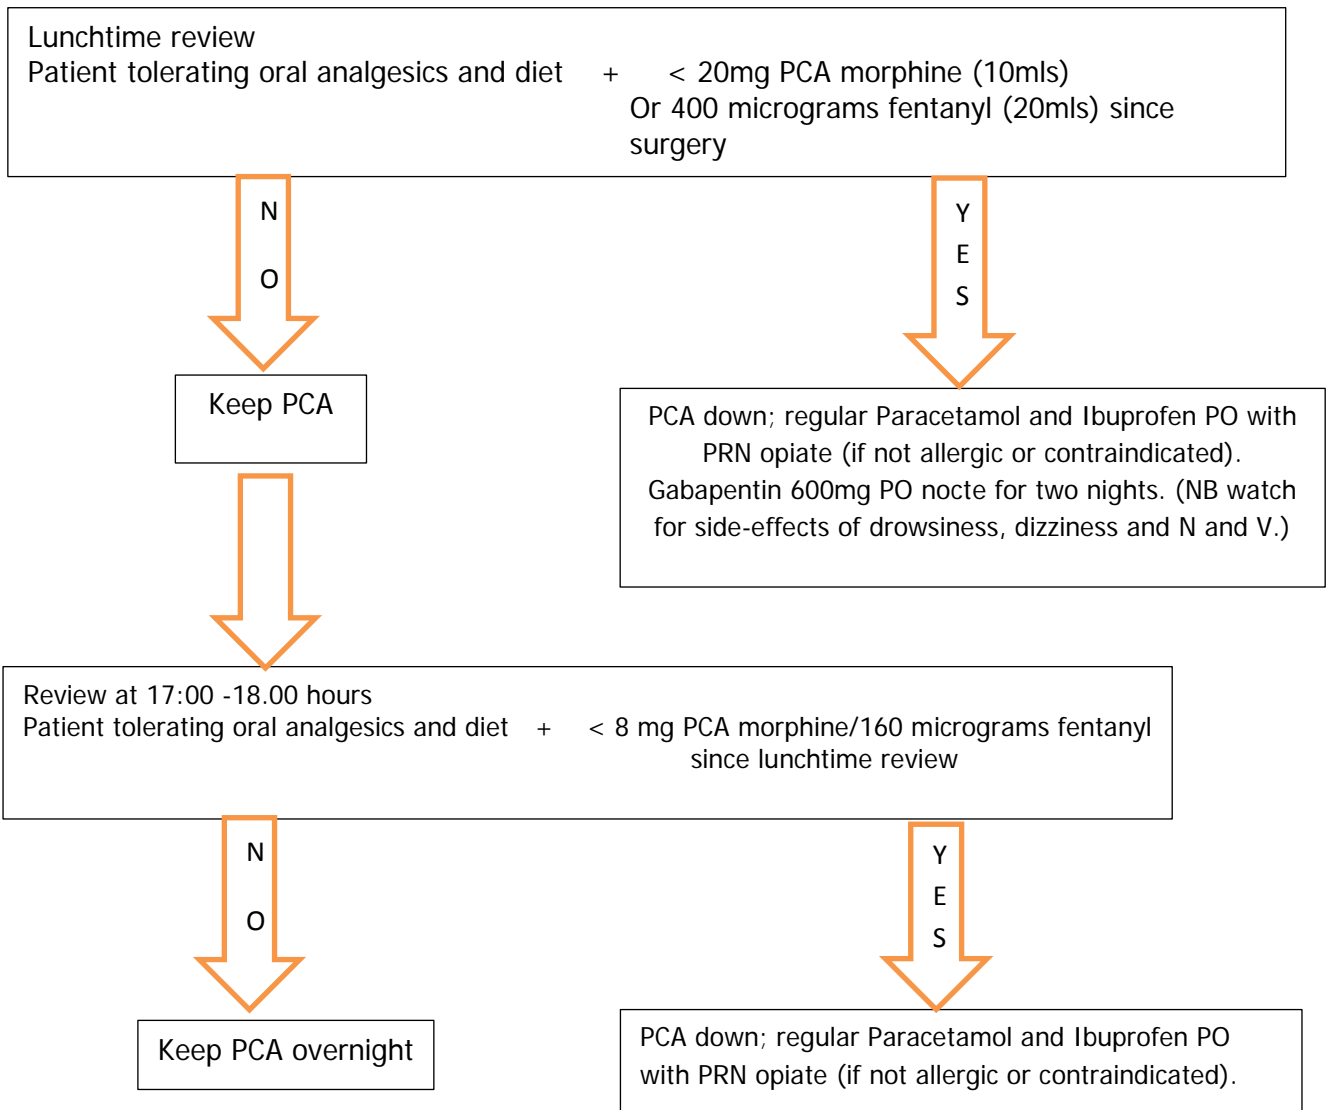 Lunchtime review
Patient tolerating oral analgesics and diet + < 20mg PCA morphine (10mls)
Or 400 micrograms fentanyl (20mls) since
surgery
N
O
Y
E
S
Keep PCA
PCA down; regular Paracetamol and Ibuprofen PO with
PRN opiate (if not allergic or contraindicated).
Gabapentin 600mg PO nocte for two nights. (NB watch
for side-effects of drowsiness, dizziness and N and V.)
Review at 17:00 -18.00 hours
Patient tolerating oral analgesics and diet + < 8 mg PCA morphine/160 micrograms fentanyl
since lunchtime review
N
O
Y
E
S
Keep PCA overnight
PCA down; regular Paracetamol and Ibuprofen PO
with PRN opiate (if not allergic or contraindicated).